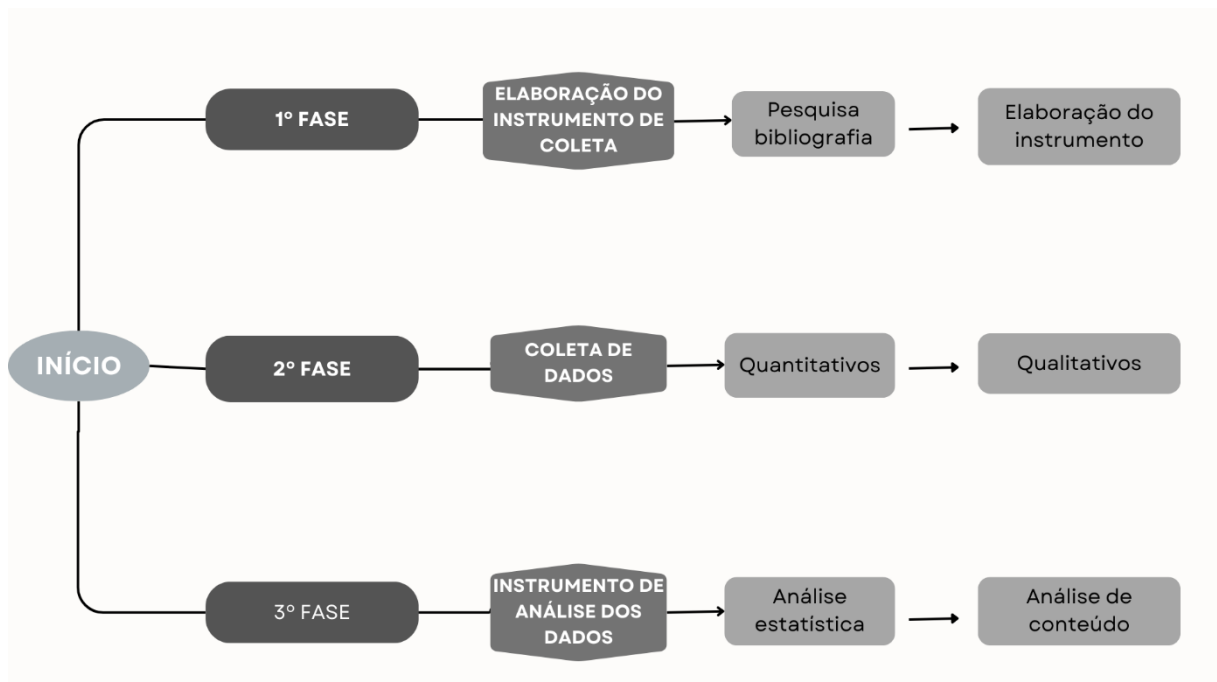 1º FASE
ELABORAÇÃO DO
INSTRUMENTO DE
COLETA
Pesquisa
bibliografia
Elaboração do
instrumento
INÍCIO
2º FASE
COLETA DE
DADOS
Quantitativos
Qualitativos
3º FASE
INSTRUMENTO DE
ANÁLISE DOS
DADOS
Análise
estatística
Análise de
conteúdo